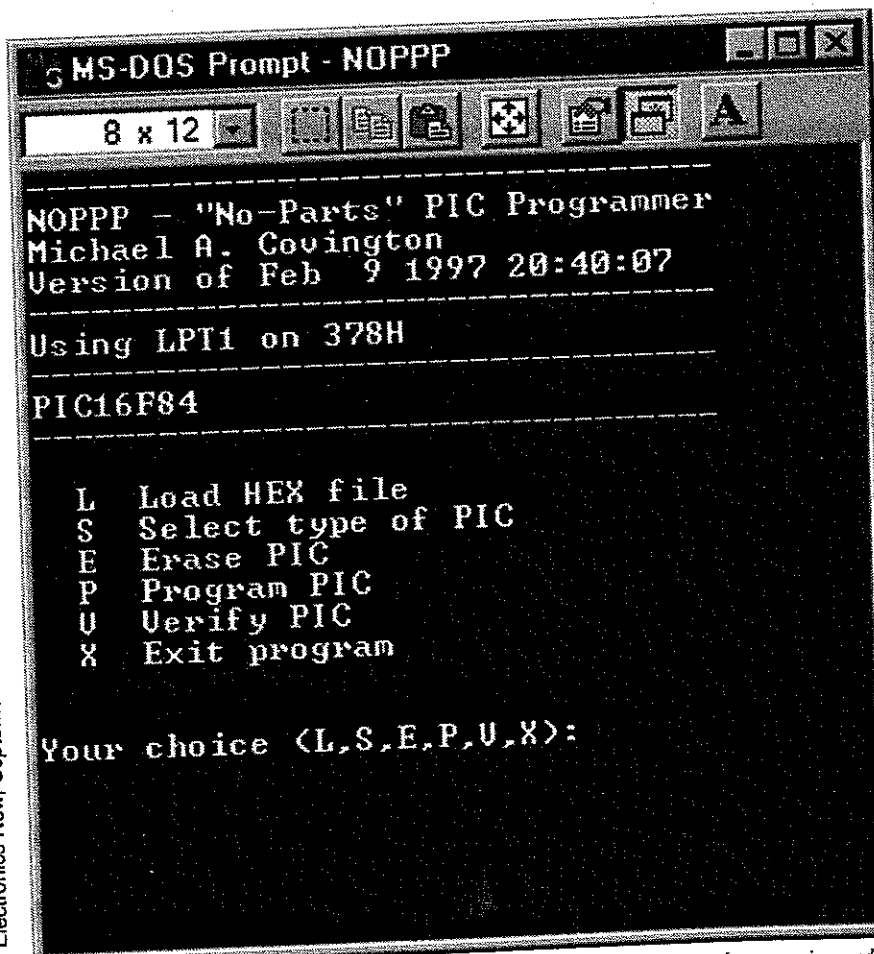 MS-DOS Prompt - NOPPP
8 x 12
A
NOPPP - "No-Parts" PIC Programmer
Michael A. Covington
Version of Feb 9 1997 20:40:07
Using LPT1 on 378H
PIC16F84
L Load HEX file
S Select type of PIC
E Erase PIC
P Program PIC
V Verify PIC
X Exit program
Your choice (L,S,E,P,V,X):
Electronics Now,